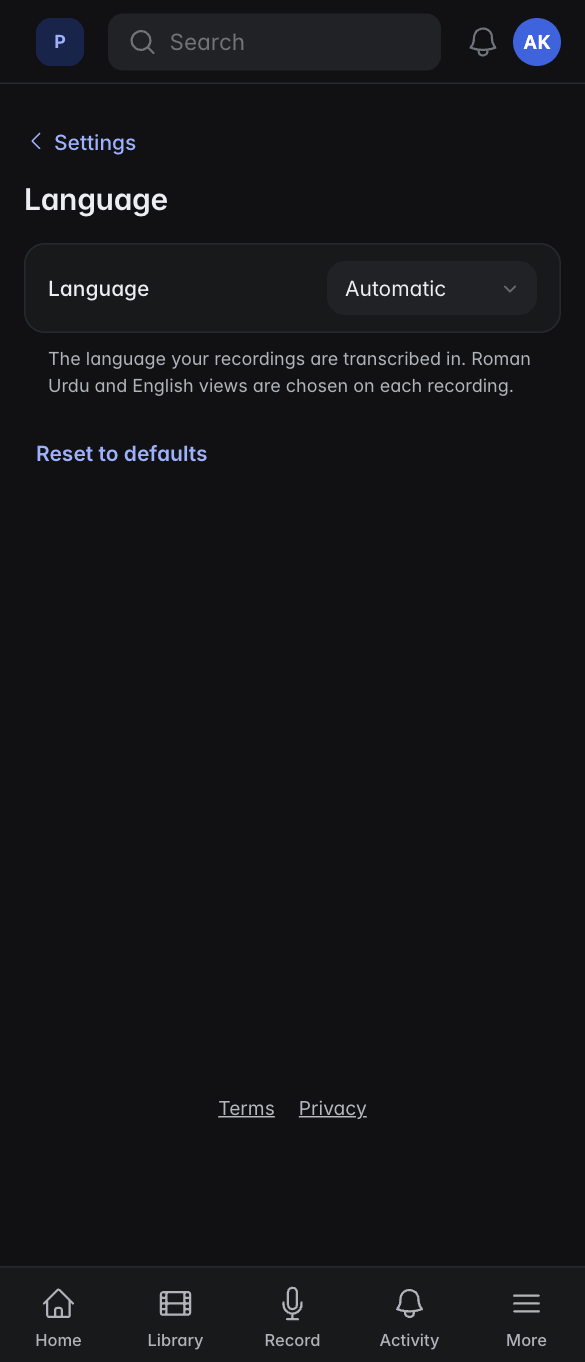 P
Search
AK
Settings
Language
Language
Automatic
The language your recordings are transcribed in. Roman
Urdu and English views are chosen on each recording.
Reset to defaults
Terms Privacy
Home Library Record Activity More